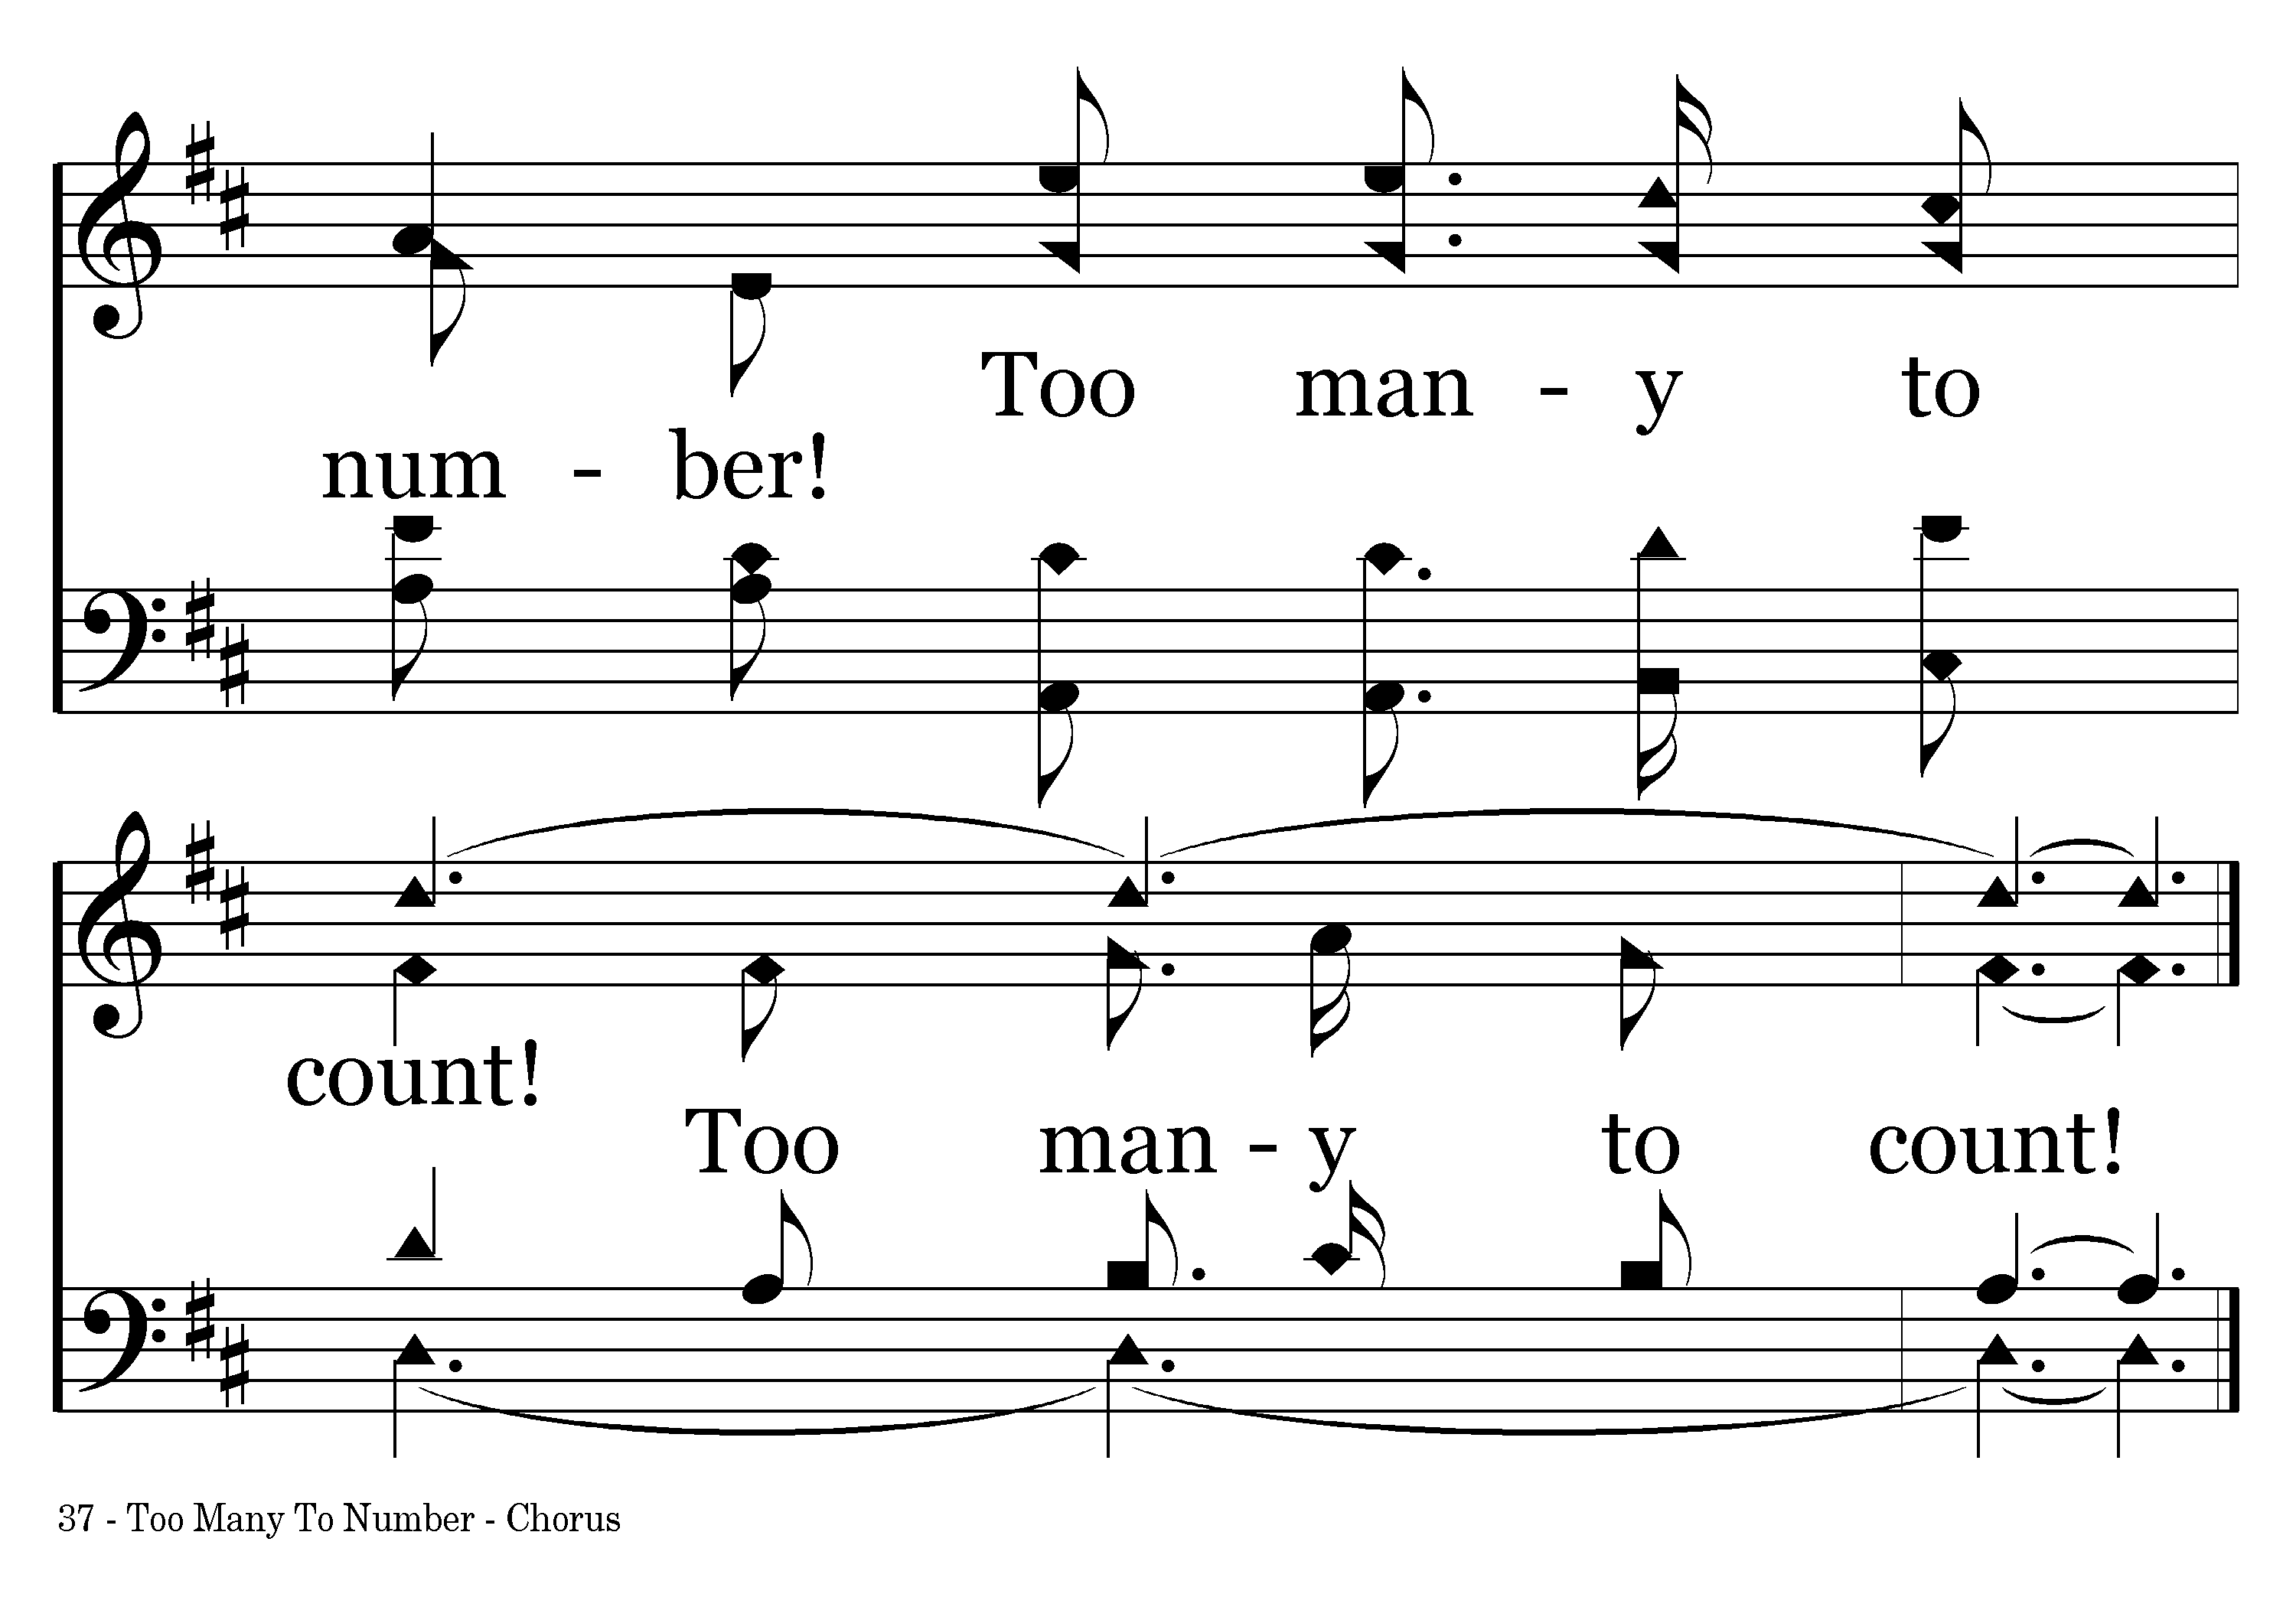 Too man - y to
num - ber!
count!
Too man - y to count!
37 - Too Many To Number - Chorus